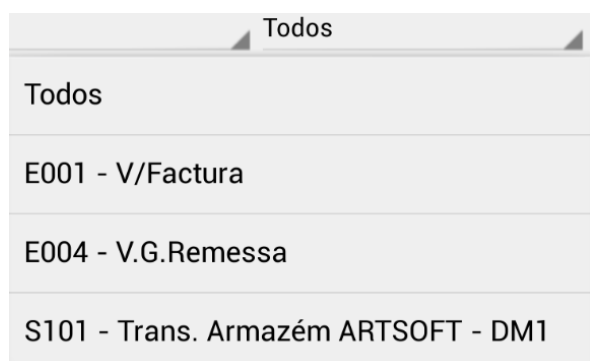 Todos
Todos
E001 - V/Factura
E004 - V.G.Remessa
S101 - Trans. Armazém ARTSOFT - DM1